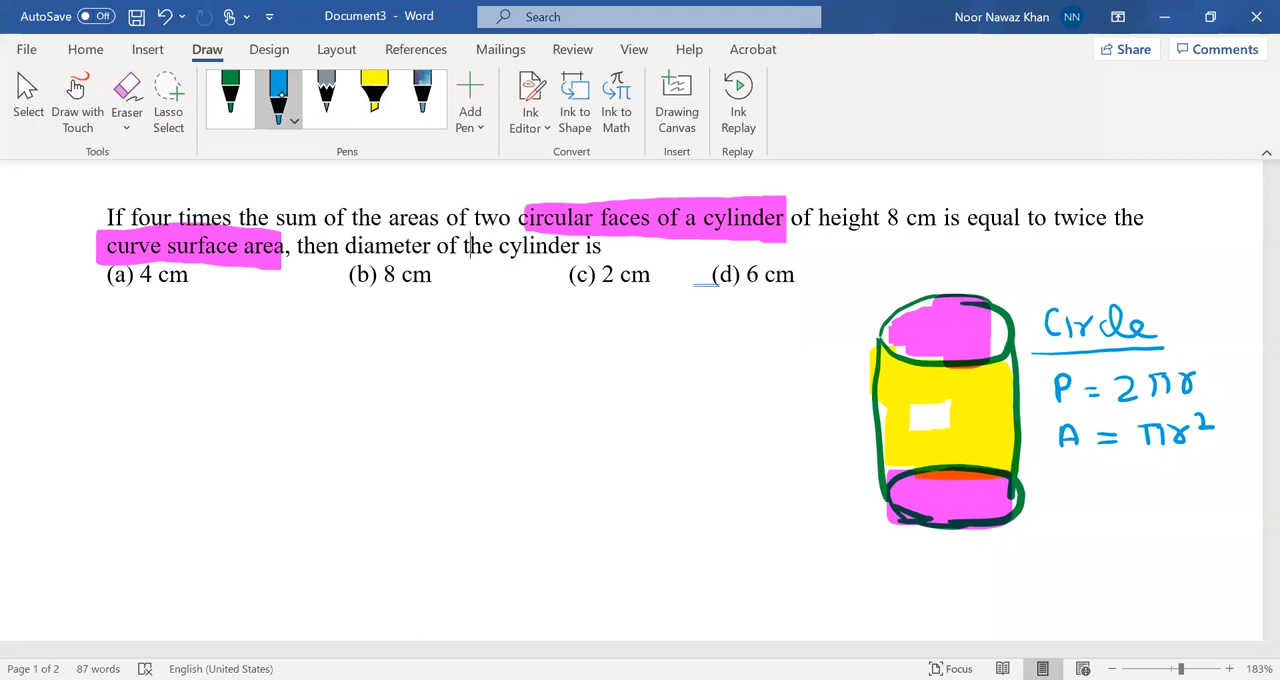 AutoSave Off Document3 - Word Search Noor Nawaz Khan NN
File Home Insert Draw Design Layout References Mailings Review View Help Acrobat Share Comments
Select Draw with Touch Eraser Lasso Select Add Pen Ink Editor Ink to Shape Ink to Math Drawing Canvas Ink Replay
Tools Pens Convert Insert Replay
If four times the sum of the areas of two circular faces of a cylinder of height 8 cm is equal to twice the
curve surface area, then diameter of the cylinder is
(a) 4 cm (b) 8 cm (c) 2 cm (d) 6 cm
Circle
P = 2πr
A = πr²
Page 1 of 2 87 words English (United States) Focus 183%